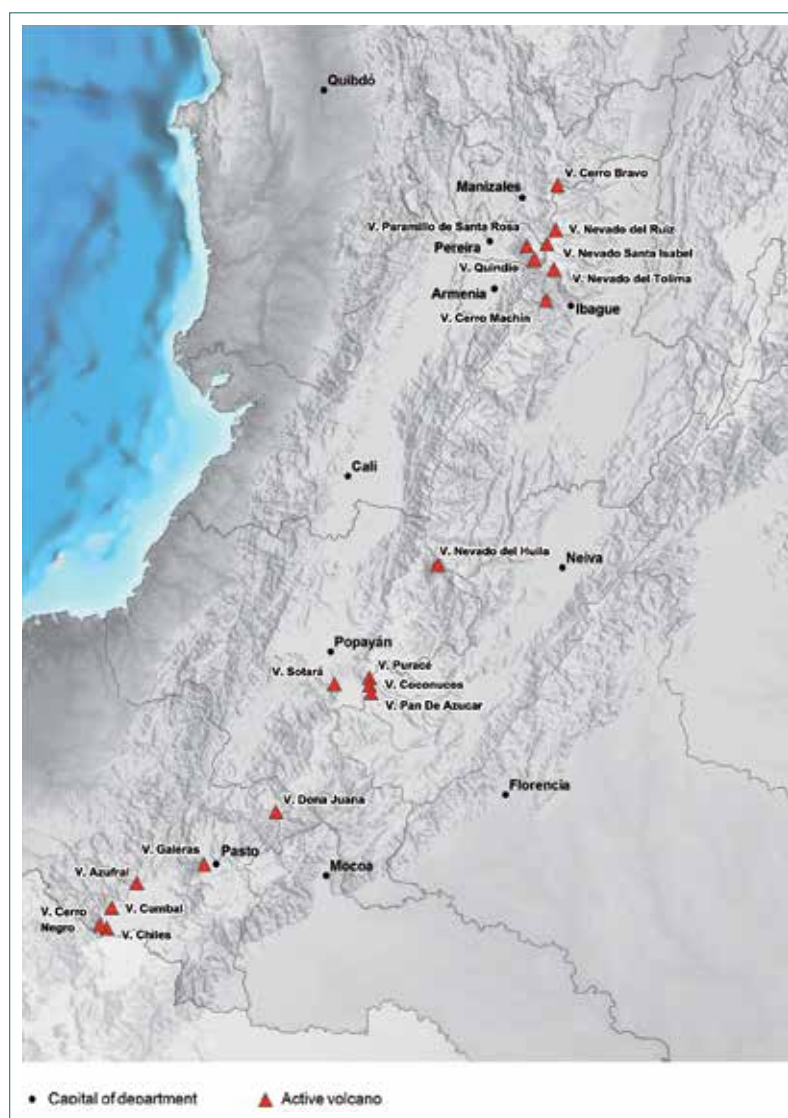 Quibdó
V. Cerro Bravo
Manizales
V. Paramillo de Santa Rosa
V. Nevado del Ruiz
Pereira
V. Nevado Santa Isabel
V. Quindio
V. Nevado del Tolima
Armenia
V. Cerro Machín
Ibague
Cali
V. Nevado del Huila
Neiva
Popayán
V. Puracé
V. Sotará
V. Coconucos
V. Pan De Azucar
Florencia
V. Dona Juana
V. Galeras
Pasto
V. Azufral
Mocoa
V. Cumbal
V. Cerro
Negro
V. Chiles
Capital of department
Active volcano